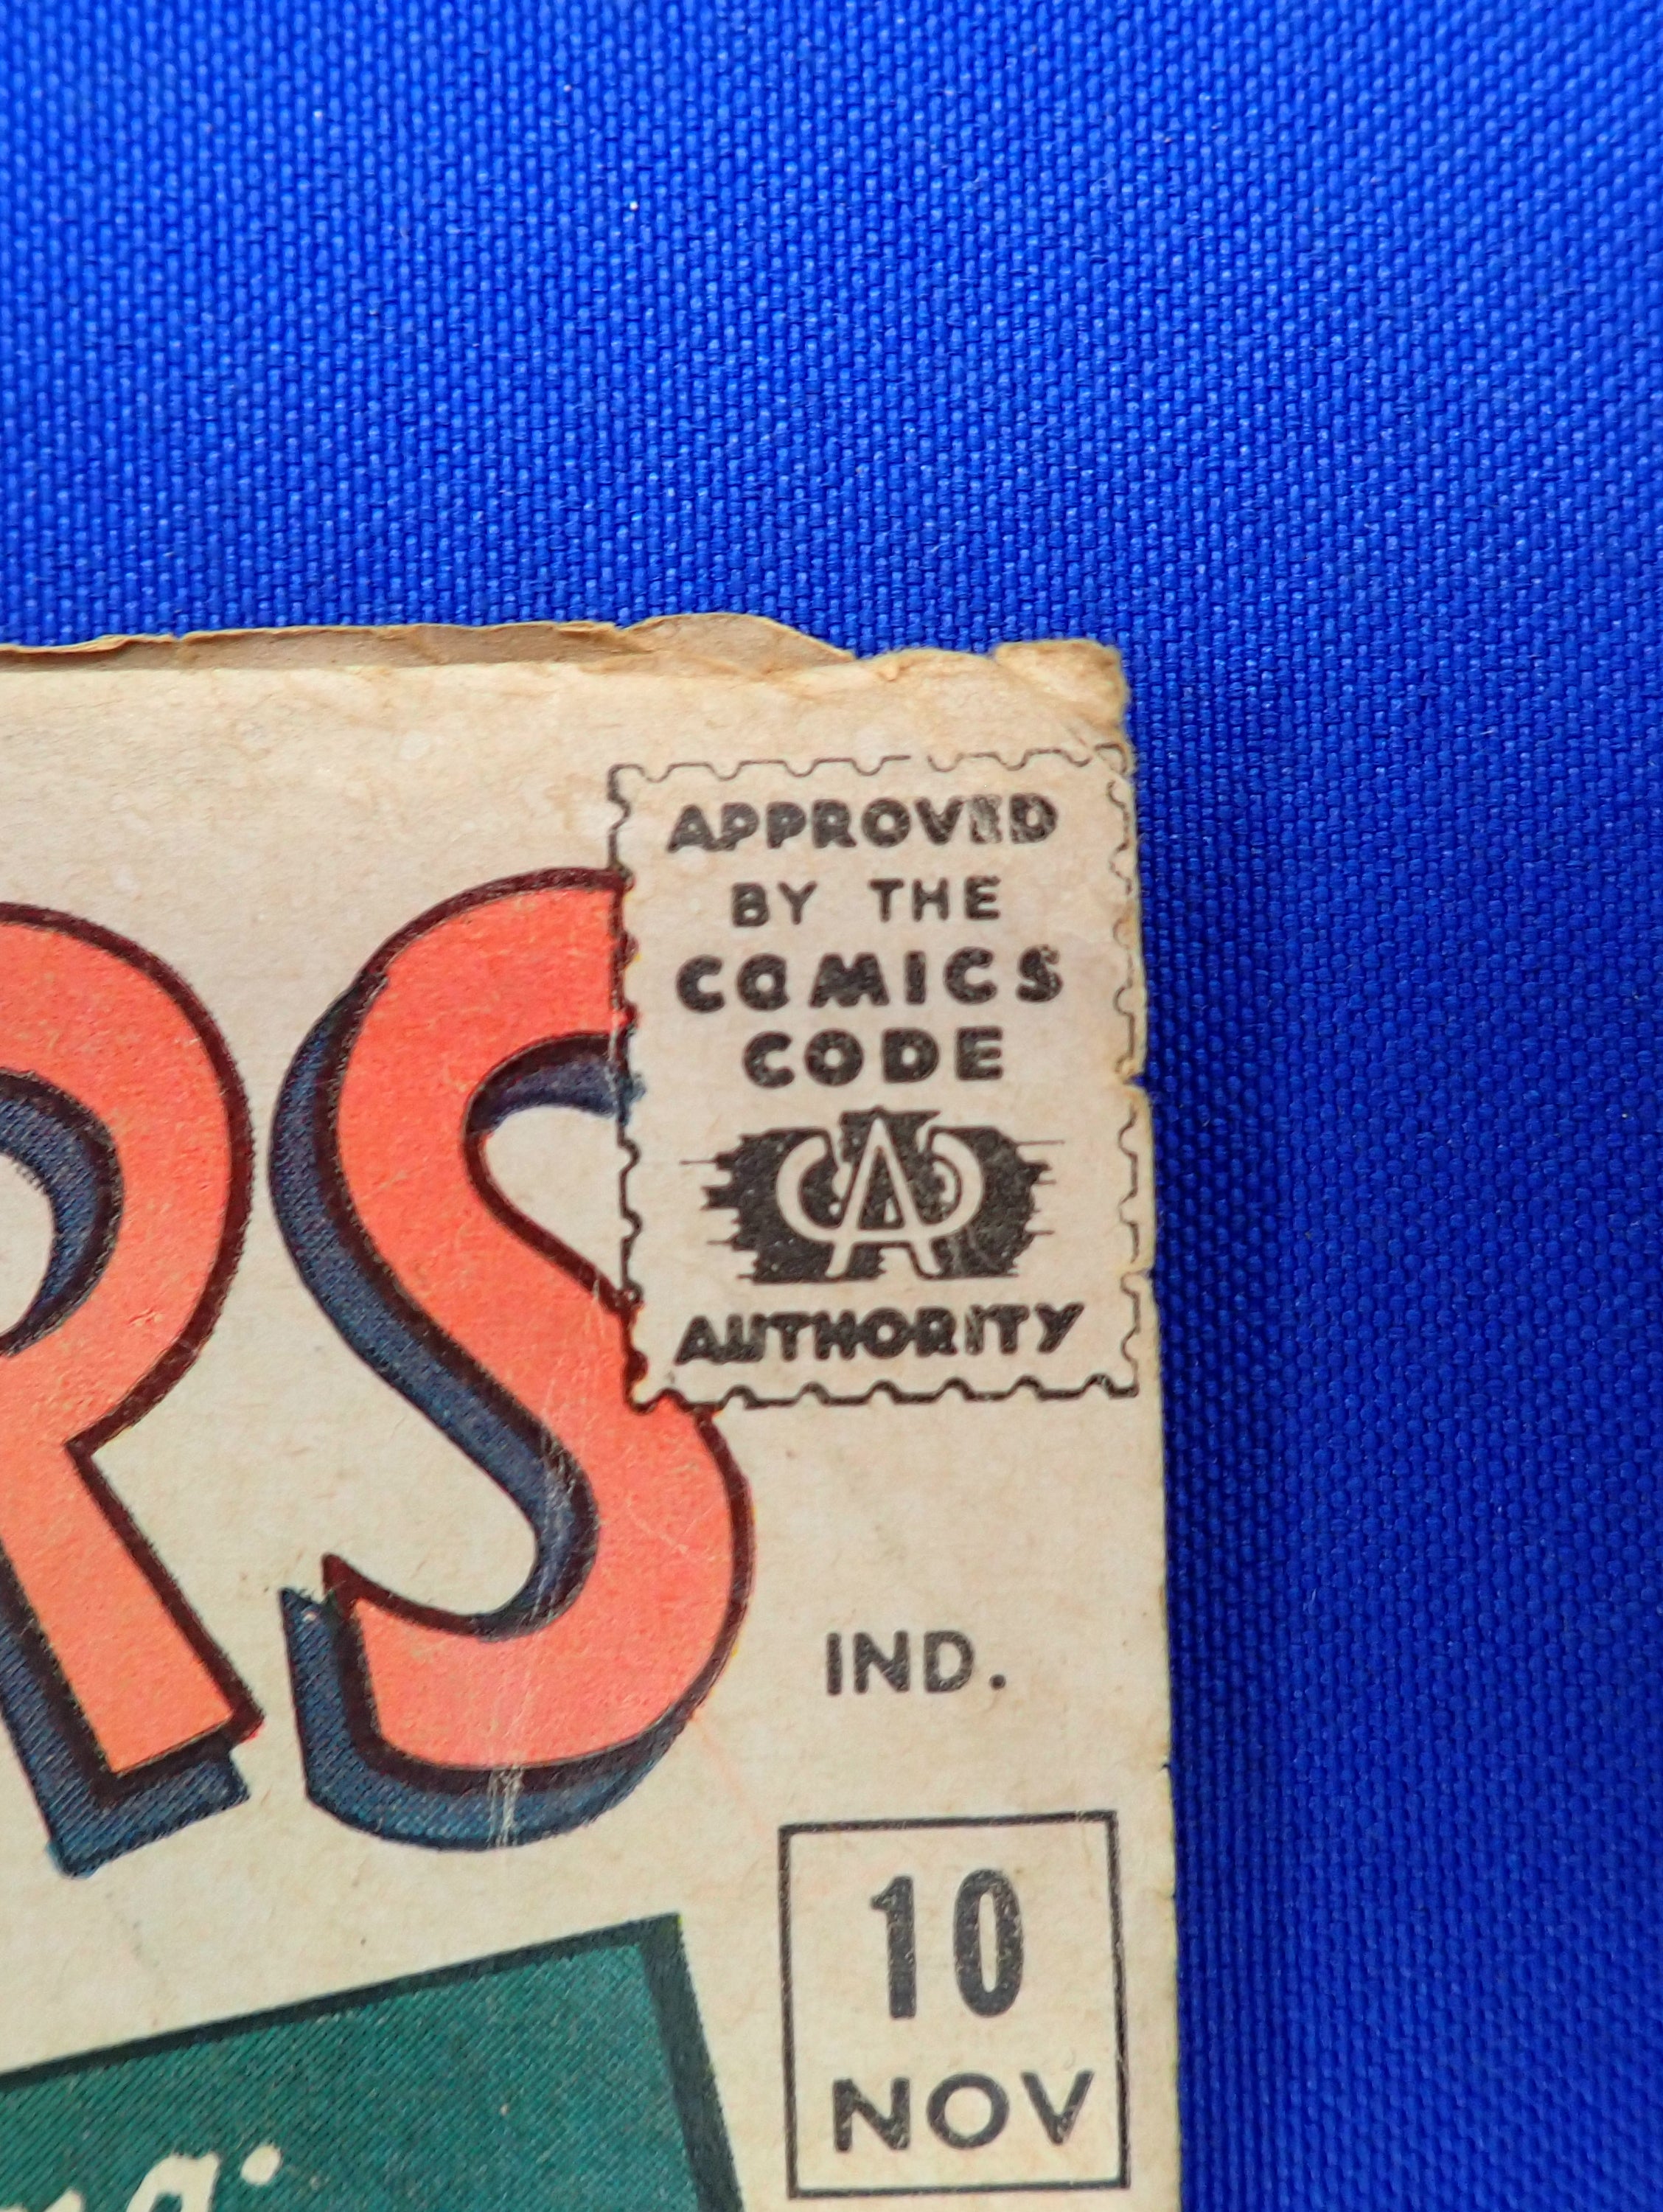 RS
APPROVED
BY THE
COMICS
CODE
CA
AUTHORITY
IND.
10
NOV